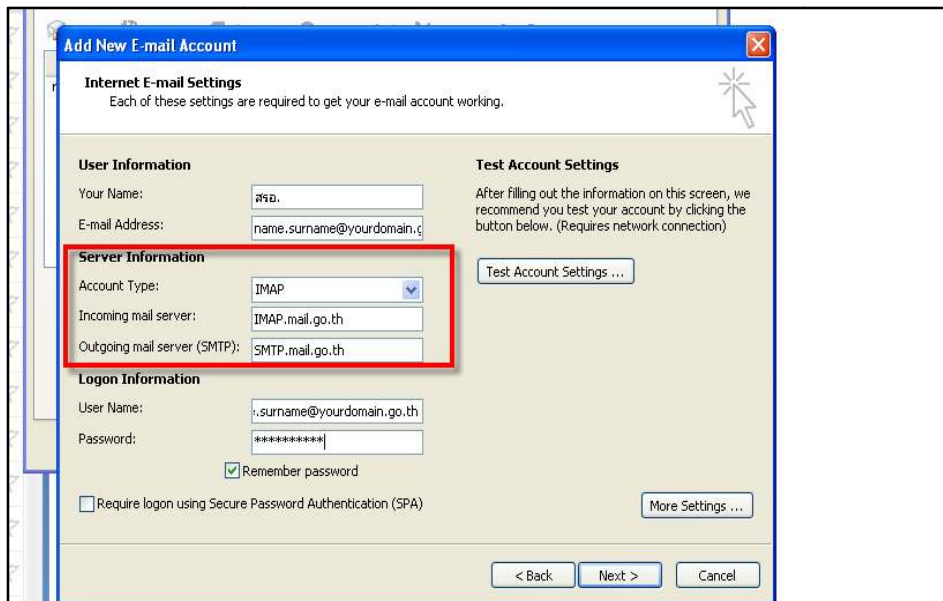 Add New E-mail Account
Internet E-mail Settings
Each of these settings are required to get your e-mail account working.
User Information
Your Name:
สรอ.
E-mail Address:
name.surname@yourdomain.g
Server Information
Account Type:
IMAP
Incoming mail server:
IMAP.mail.go.th
Outgoing mail server (SMTP):
SMTP.mail.go.th
Logon Information
User Name:
.surname@yourdomain.go.th
Password:
**********
Remember password
Require logon using Secure Password Authentication (SPA)
Test Account Settings
After filling out the information on this screen, we
recommend you test your account by clicking the
button below. (Requires network connection)
Test Account Settings ...
More Settings ...
< Back
Next >
Cancel